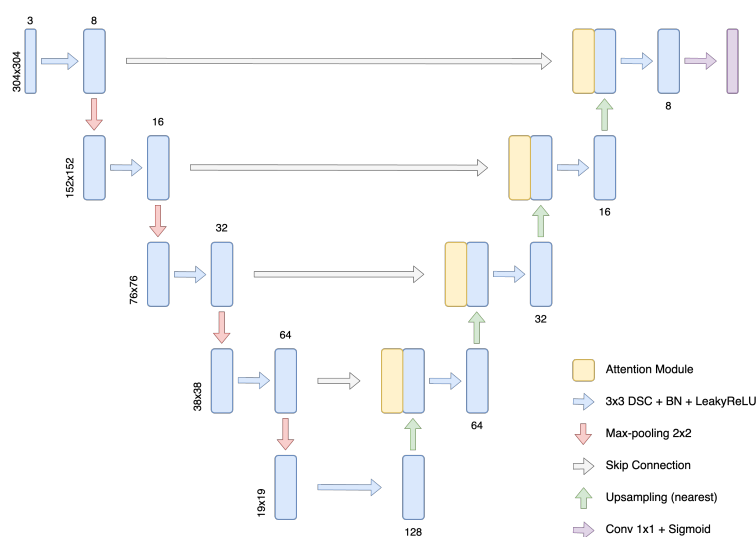 3
8
304x304
8
152x152
16
16
76x76
32
32
38x38
64
64
19x19
128
Attention Module
3x3 DSC + BN + LeakyReLU
Max-pooling 2x2
Skip Connection
Upsampling (nearest)
Conv 1x1 + Sigmoid